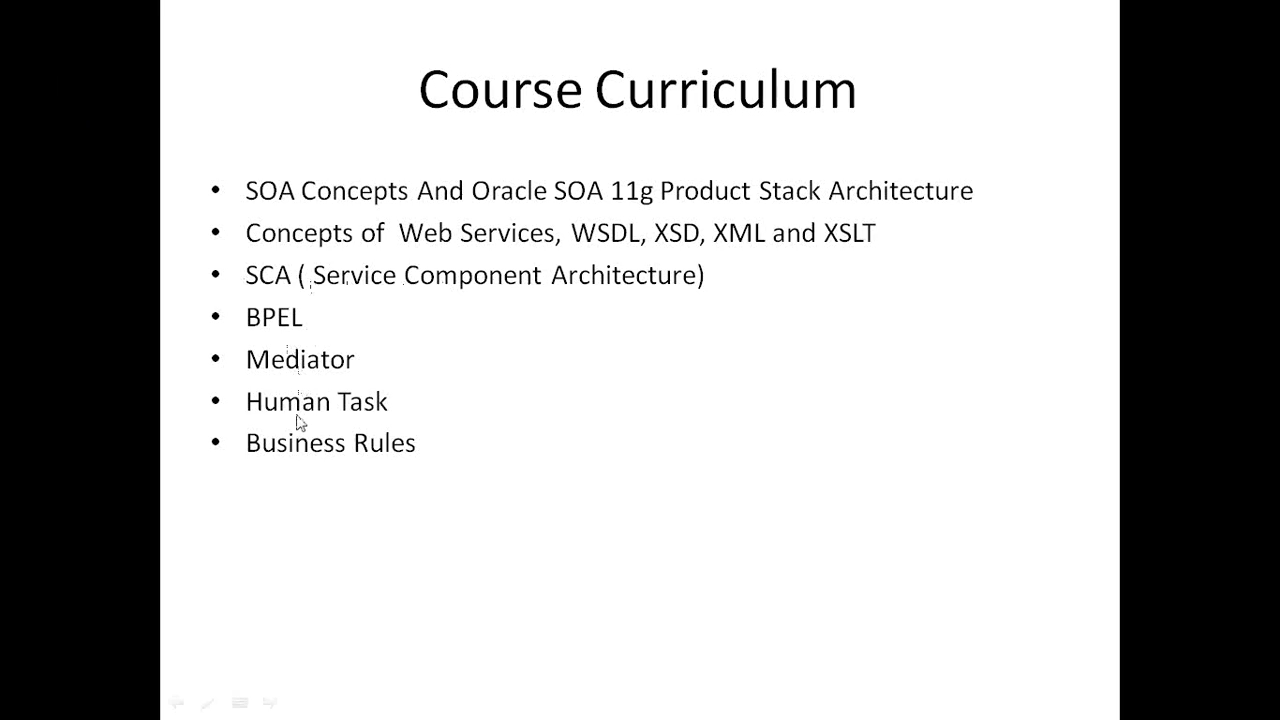 Course Curriculum
• SOA Concepts And Oracle SOA 11g Product Stack Architecture
• Concepts of  Web Services, WSDL, XSD, XML and XSLT
• SCA ( Service Component Architecture)
• BPEL
• Mediator
• Human Task
• Business Rules